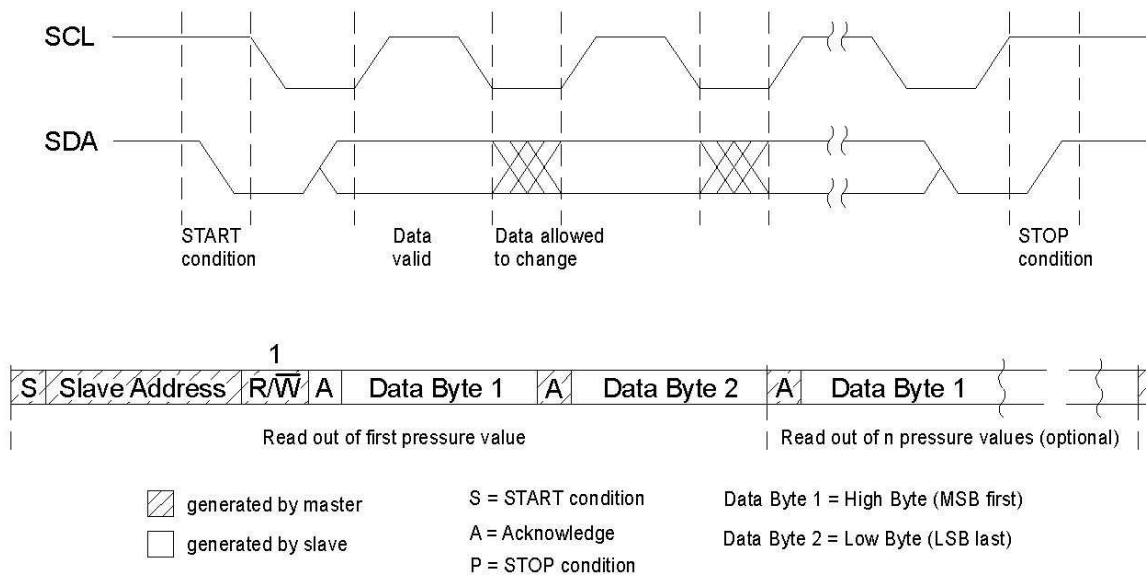 SCL
SDA
START
condition
Data
valid
Data allowed
to change
STOP
condition
1
S Slave Address R/W̅ A Data Byte 1 A Data Byte 2 A Data Byte 1
Read out of first pressure value
Read out of n pressure values (optional)
generated by master
generated by slave
S = START condition
A = Acknowledge
P = STOP condition
Data Byte 1 = High Byte (MSB first)
Data Byte 2 = Low Byte (LSB last)